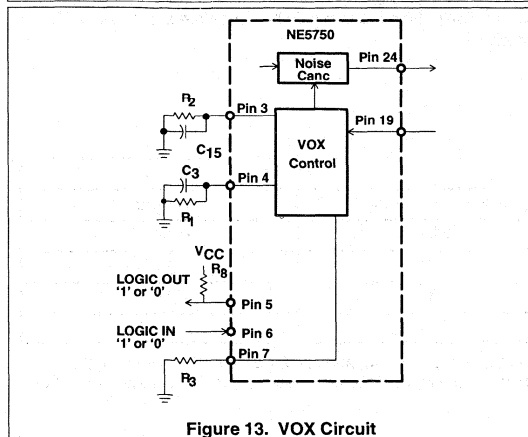 NE5750
Noise
Canc
Pin 24
R2
Pin 3
Pin 19
C15
VOX
Control
C3
Pin 4
R1
VCC
R8
LOGIC OUT
'1' or '0'
Pin 5
LOGIC IN
'1' or '0'
Pin 6
Pin 7
R3
Figure 13. VOX Circuit